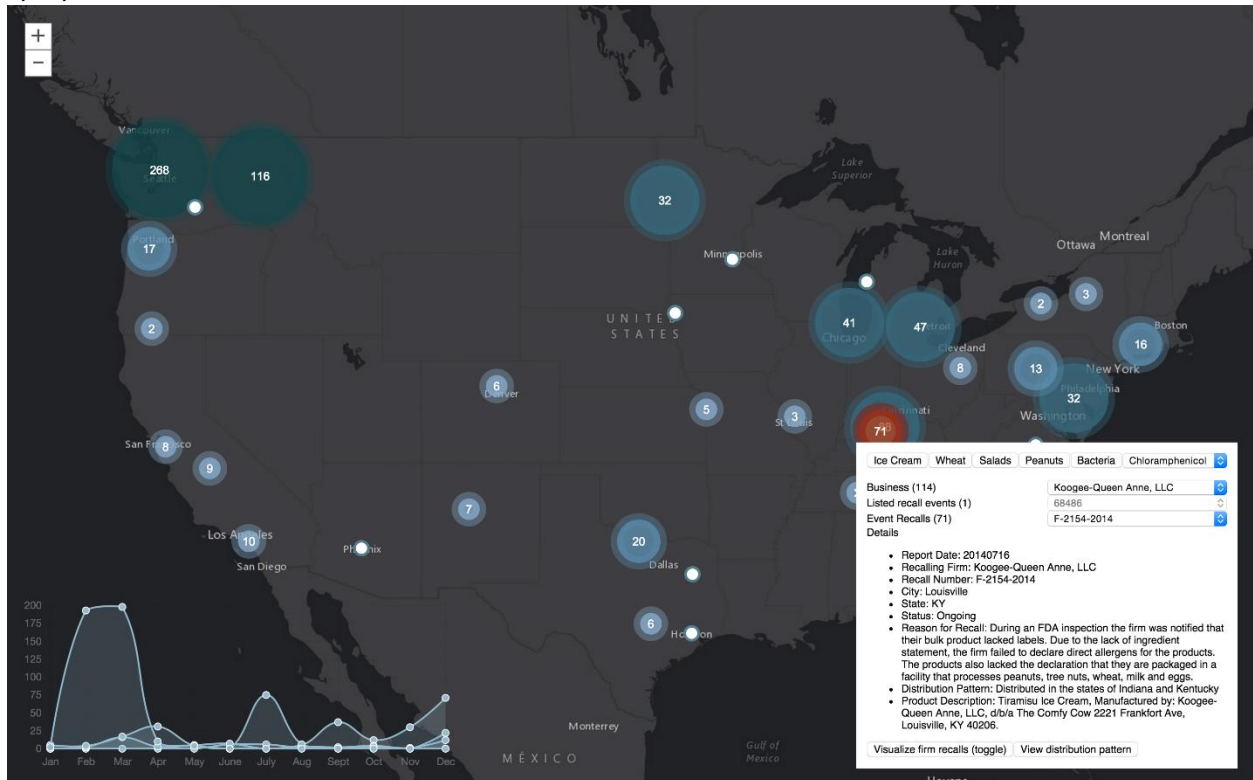 +
−
Vancouver
268
Seattle
116
Lake
Superior
32
Portland
17
Montreal
Ottawa
Minneapolis
Lake
Huron
2
3
2
UNITED
STATES
41
47
Detroit
Chicago
Boston
16
Cleveland
8
13
New York
6
Denver
Philadelphia
32
5
3
St Louis
Cincinnati
71
Washington
San Francisco
8
9
7
Los Angeles
10
San Diego
Phoenix
20
Dallas
6
Houston
Monterrey
MÉXICO
Gulf of
Mexico
Havana
200
175
150
125
100
75
50
25
0
Jan Feb Mar Apr May June July Aug Sept Oct Nov Dec
Ice Cream Wheat Salads Peanuts Bacteria Chloramphenicol
Business (114) Koogee-Queen Anne, LLC
Listed recall events (1) 68486
Event Recalls (71) F-2154-2014
Details
• Report Date: 20140716
• Recalling Firm: Koogee-Queen Anne, LLC
• Recall Number: F-2154-2014
• City: Louisville
• State: KY
• Status: Ongoing
• Reason for Recall: During an FDA inspection the firm was notified that
their bulk product lacked labels. Due to the lack of ingredient
statement, the firm failed to declare direct allergens for the products.
The products also lacked the declaration that they are packaged in a
facility that processes peanuts, tree nuts, wheat, milk and eggs.
• Distribution Pattern: Distributed in the states of Indiana and Kentucky
• Product Description: Tiramisu Ice Cream, Manufactured by: Koogee-
Queen Anne, LLC, d/b/a The Comfy Cow 2221 Frankfort Ave,
Louisville, KY 40206.
Visualize firm recalls (toggle) View distribution pattern